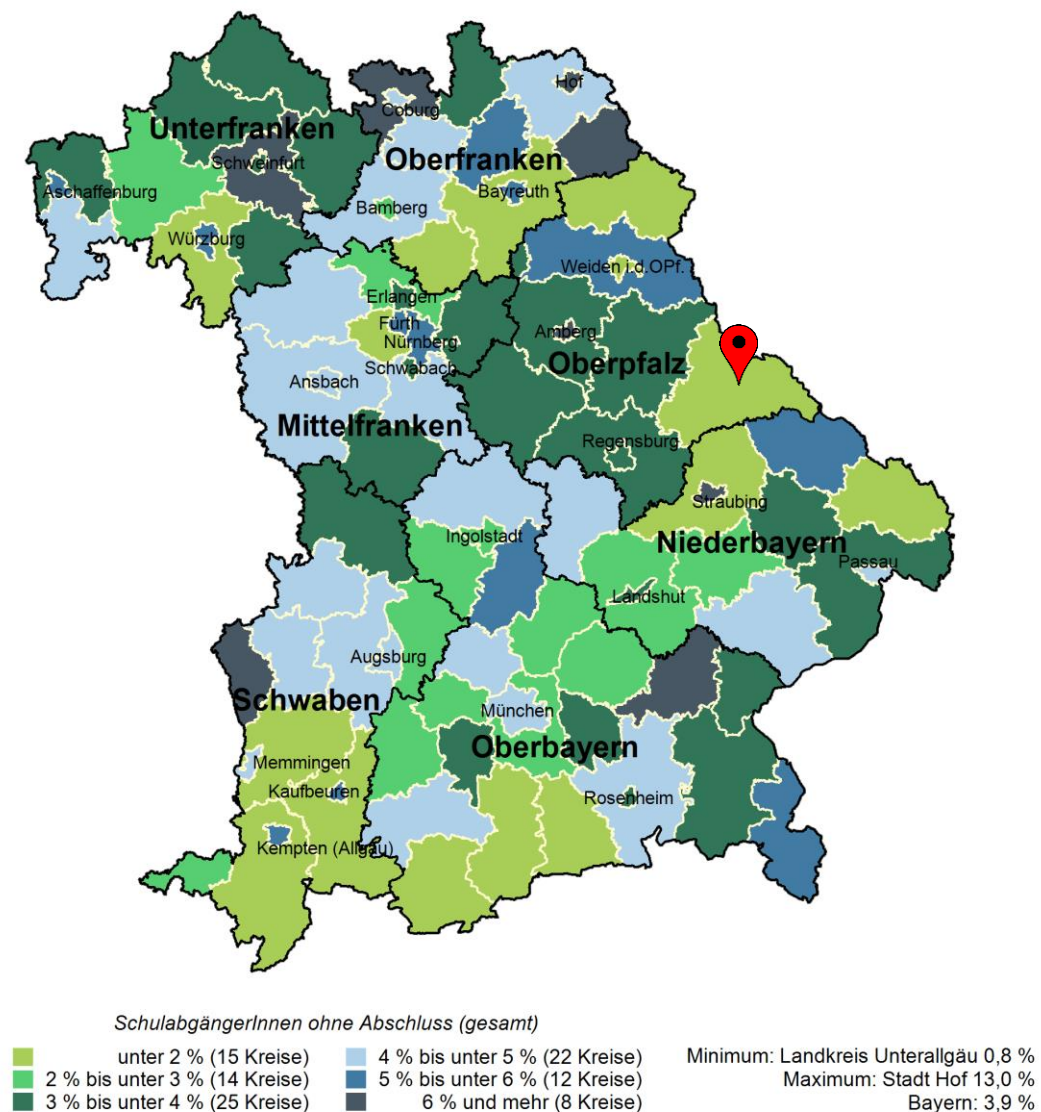 Hof
Coburg
Unterfranken
Oberfranken
Schweinfurt
Aschaffenburg
Bayreuth
Bamberg
Würzburg
Weiden i.d.OPf.
Erlangen
Fürth
Amberg
Nürnberg
Oberpfalz
Schwabach
Ansbach
Mittelfranken
Regensburg
Straubing
Ingolstadt
Niederbayern
Passau
Landshut
Augsburg
Schwaben
München
Oberbayern
Memmingen
Kaufbeuren
Rosenheim
Kempten (Allgäu)
SchulabgängerInnen ohne Abschluss (gesamt)
unter 2 % (15 Kreise)
2 % bis unter 3 % (14 Kreise)
3 % bis unter 4 % (25 Kreise)
4 % bis unter 5 % (22 Kreise)
5 % bis unter 6 % (12 Kreise)
6 % und mehr (8 Kreise)
Minimum: Landkreis Unterallgäu 0,8 %
Maximum: Stadt Hof 13,0 %
Bayern: 3,9 %